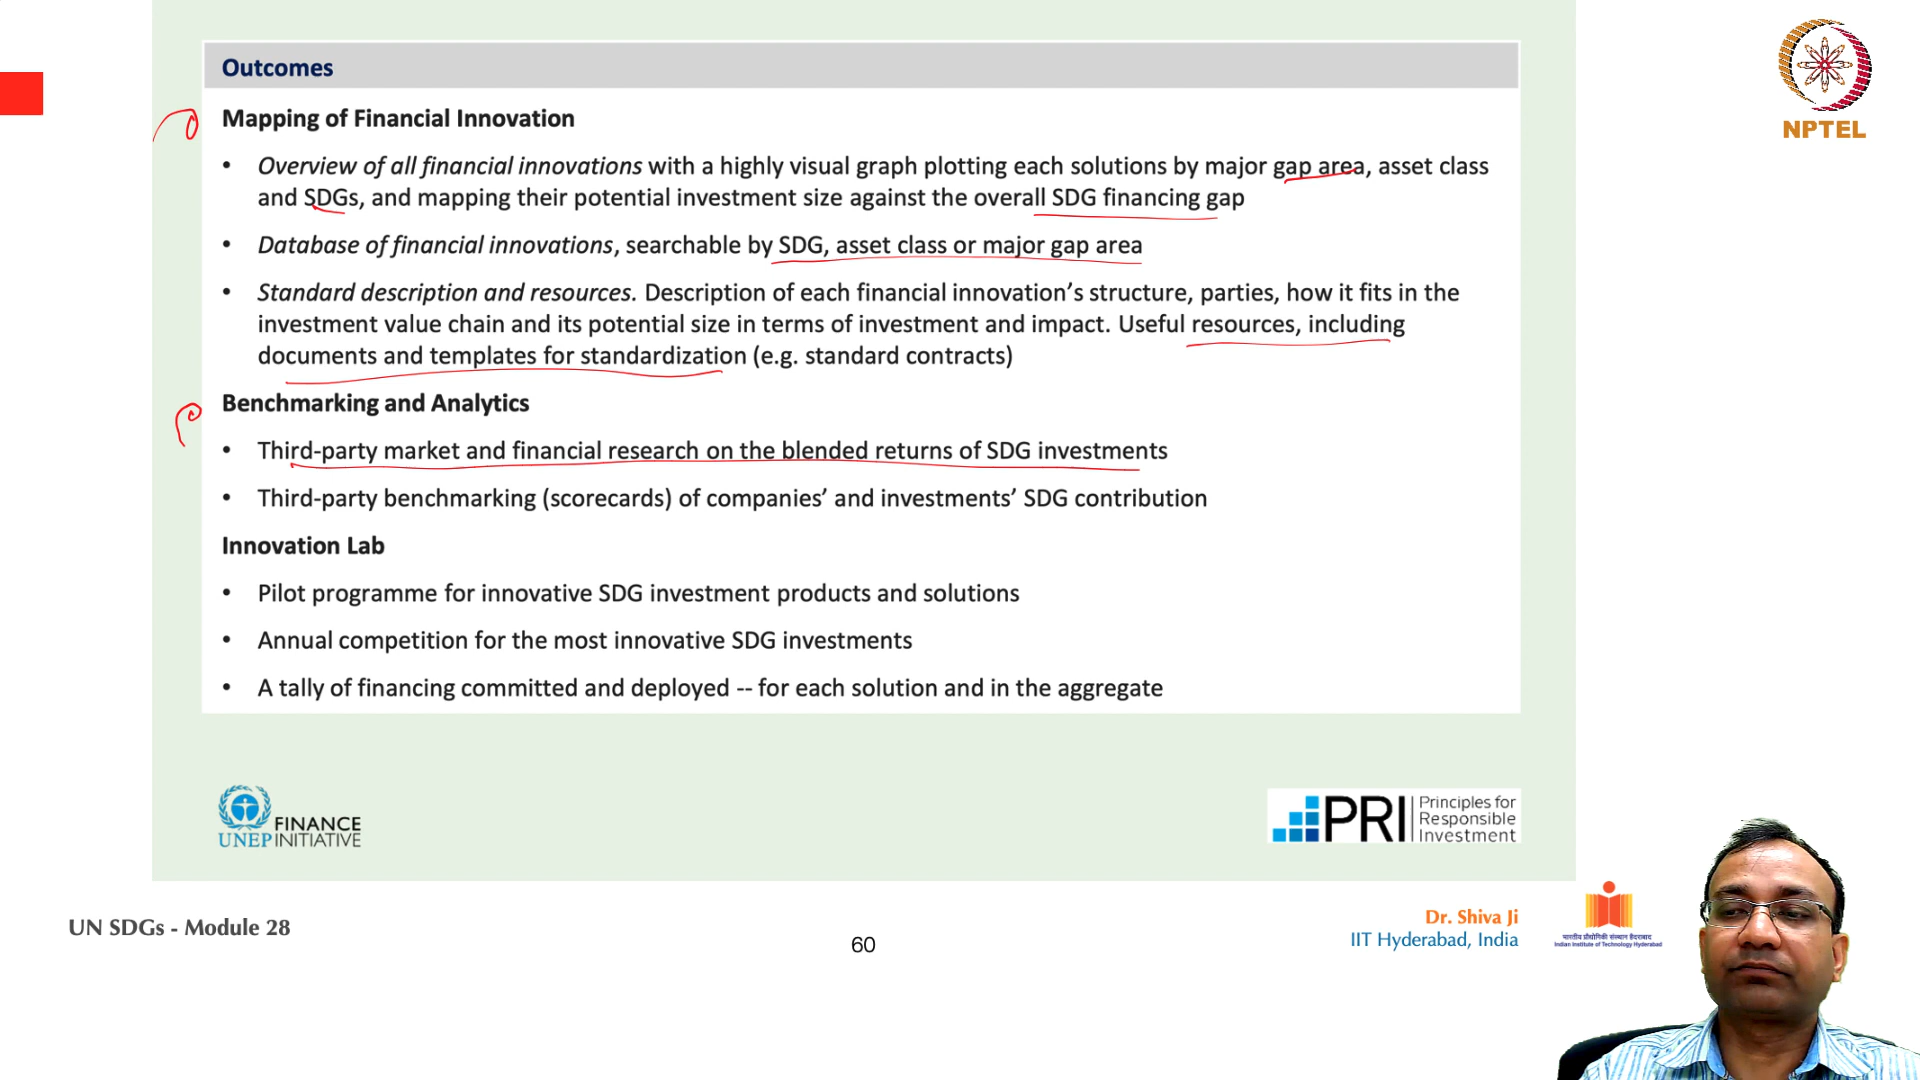 Outcomes
Mapping of Financial Innovation
• Overview of all financial innovations with a highly visual graph plotting each solutions by major gap area, asset class
and SDGs, and mapping their potential investment size against the overall SDG financing gap
• Database of financial innovations, searchable by SDG, asset class or major gap area
• Standard description and resources. Description of each financial innovation’s structure, parties, how it fits in the
investment value chain and its potential size in terms of investment and impact. Useful resources, including
documents and templates for standardization (e.g. standard contracts)
Benchmarking and Analytics
• Third-party market and financial research on the blended returns of SDG investments
• Third-party benchmarking (scorecards) of companies’ and investments’ SDG contribution
Innovation Lab
• Pilot programme for innovative SDG investment products and solutions
• Annual competition for the most innovative SDG investments
• A tally of financing committed and deployed -- for each solution and in the aggregate
FINANCE
UNEP INITIATIVE
PRI
Principles for
Responsible
Investment
NPTEL
UN SDGs - Module 28
60
Dr. Shiva Ji
IIT Hyderabad, India
भारतीय प्रौद्योगिकी संस्थान हैदराबाद
Indian Institute of Technology Hyderabad